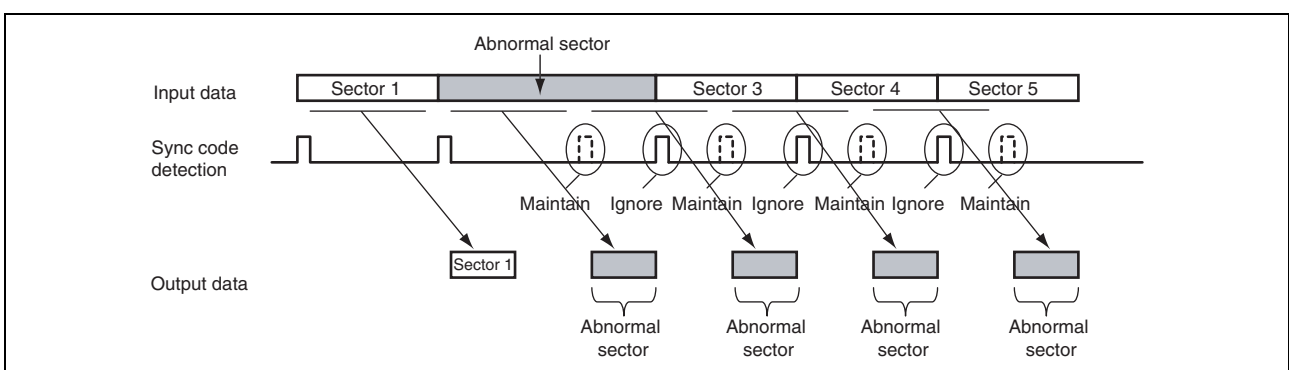 Abnormal sector
Input data
Sector 1
Sector 3
Sector 4
Sector 5
Sync code
detection
Maintain
Ignore
Maintain
Ignore
Maintain
Ignore
Maintain
Output data
Sector 1
Abnormal
sector
Abnormal
sector
Abnormal
sector
Abnormal
sector